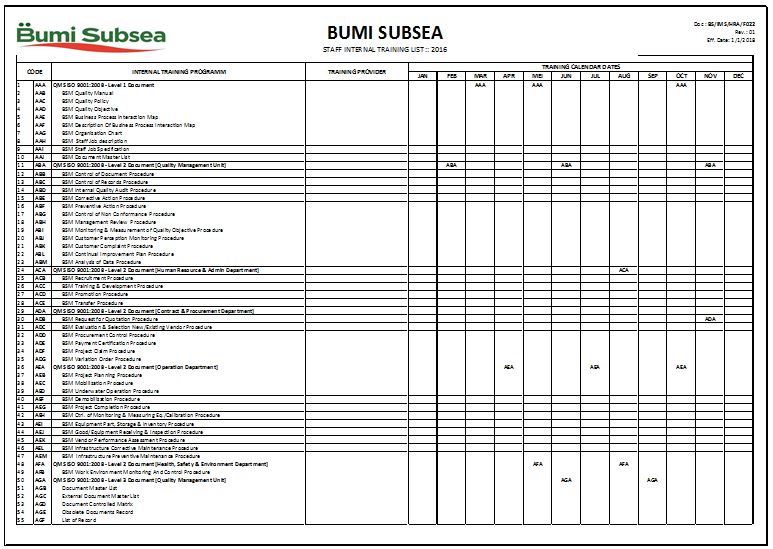 Bumi Subsea
BUMI SUBSEA
STAFF INTERNAL TRAINING LIST :: 2016
Doc : BS/IMS/HRA/F022
Rev. : 01
Eff. Date: 1/1/2018
CODE INTERNAL TRAINING PROGRAMM TRAINING PROVIDER TRAINING CALENDAR DATES
JAN FEB MAR APR MEI JUN JUL AUG SEP OCT NOV DEC
1 AAA QMS ISO 9001:2008 - Level 1 Document AAA AAA AAA
2 AAB BSM Quality Manual
3 AAC BSM Quality Policy
4 AAD BSM Quality Objective
5 AAE BSM Business Process Interaction Map
6 AAF BSM Description Of Business Process Interaction Map
7 AAG BSM Organisation Chart
8 AAH BSM Staff Job description
9 AAI BSM Staff Job Specification
10 AAJ BSM Document Master List
11 ABA QMS ISO 9001:2008 - Level 2 Document [Quality Management Unit] ABA ABA ABA
12 ABB BSM Control of Document Procedure
13 ABC BSM Control of Records Procedure
14 ABD BSM Internal Quality Audit Procedure
15 ABE BSM Corrective Action Procedure
16 ABF BSM Preventive Action Procedure
17 ABG BSM Control of Non Conformance Procedure
18 ABH BSM Management Review Procedure
19 ABI BSM Monitoring & Measurement of Quality Objective Procedure
20 ABJ BSM Customer Perception Monitoring Procedure
21 ABK BSM Customer Complaint Procedure
22 ABL BSM Continual Improvement Plan Procedure
23 ABM BSM Analysis of Data Procedure
24 ACA QMS ISO 9001:2008 - Level 2 Document [Human Resource & Admin Department] ACA
25 ACB BSM Recruitment Procedure
26 ACC BSM Training & Development Procedure
27 ACD BSM Promotion Procedure
28 ACE BSM Transfer Procedure
29 ADA QMS ISO 9001:2008 - Level 2 Document [Contract & Procurement Department]
30 ADB BSM Request for Quotation Procedure ADA
31 ADC BSM Evaluation & Selection New/Existing Vendor Procedure
32 ADD BSM Procurement Control Procedure
33 ADE BSM Payment Certification Procedure
34 ADF BSM Project Claim Procedure
35 ADG BSM Variation Order Procedure
36 AEA QMS ISO 9001:2008 - Level 2 Document [Operation Department] AEA AEA AEA
37 AEB BSM Project Planning Procedure
38 AEC BSM Mobilization Procedure
39 AED BSM Underwater Operation Procedure
40 AEF BSM Demobilisation Procedure
41 AEG BSM Project Completion Procedure
42 AEH BSM Ctrl. of Monitoring & Measuring Eq./Calibration Procedure
43 AEI BSM Equipment Part, Storage & Inventory Procedure
44 AEJ BSM Good/Equipment Receiving & Inspection Procedure
45 AEK BSM Vendor Performance Assessment Procedure
46 AEL BSM Infrastructure Corrective Maintenance Procedure
47 AEM BSM Infrastructure Preventive Maintenance Procedure
48 AFA QMS ISO 9001:2008 - Level 2 Document [Health, Safety & Environment Department] AFA AFA
49 AFB BSM Work Environment Monitoring And Control Procedure
50 AGA QMS ISO 9001:2008 - Level 3 Document [Quality Management Unit] AGA AGA
51 AGB Document Master List
52 AGC External Document Master List
53 AGD Document Controlled Matrix
54 AGE Obsolete Documents Record
55 AGF List of Record